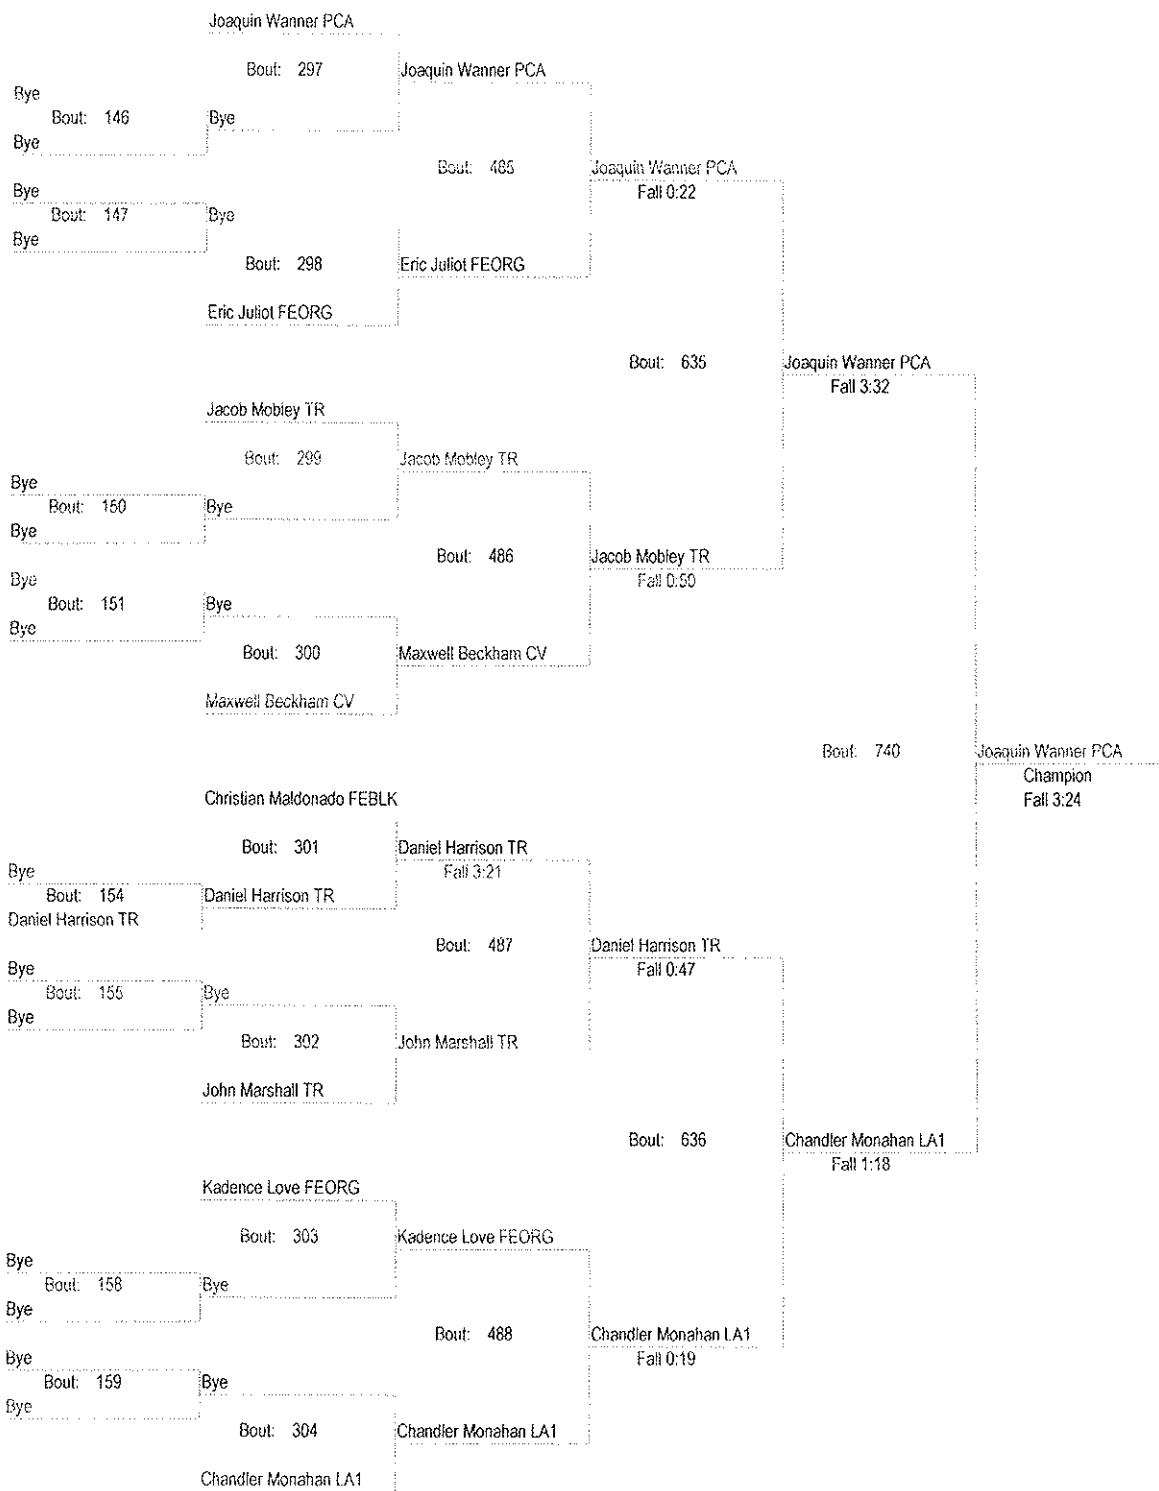 Joaquin Wanner PCA
Bout: 297
Joaquin Wanner PCA
Bye
Bout: 146
Bye
Bye
Bout: 485
Joaquin Wanner PCA
Fall 0:22
Bye
Bout: 147
Bye
Bye
Bout: 298
Eric Juliot FEORG
Eric Juliot FEORG
Bout: 635
Joaquin Wanner PCA
Fall 3:32
Jacob Mobley TR
Bout: 299
Jacob Mobley TR
Bye
Bout: 150
Bye
Bye
Bout: 486
Jacob Mobley TR
Fall 0:50
Bye
Bout: 151
Bye
Bye
Bout: 300
Maxwell Beckham CV
Maxwell Beckham CV
Bout: 740
Joaquin Wanner PCA
Champion
Fall 3:24
Christian Maldonado FEBLK
Bout: 301
Daniel Harrison TR
Fall 3:21
Bye
Bout: 154
Daniel Harrison TR
Daniel Harrison TR
Bout: 487
Daniel Harrison TR
Fall 0:47
Bye
Bout: 155
Bye
Bye
Bout: 302
John Marshall TR
John Marshall TR
Bout: 636
Chandler Monahan LA1
Fall 1:18
Kadence Love FEORG
Bout: 303
Kadence Love FEORG
Bye
Bout: 158
Bye
Bye
Bout: 488
Chandler Monahan LA1
Fall 0:19
Bye
Bout: 159
Bye
Bye
Bout: 304
Chandler Monahan LA1
Chandler Monahan LA1